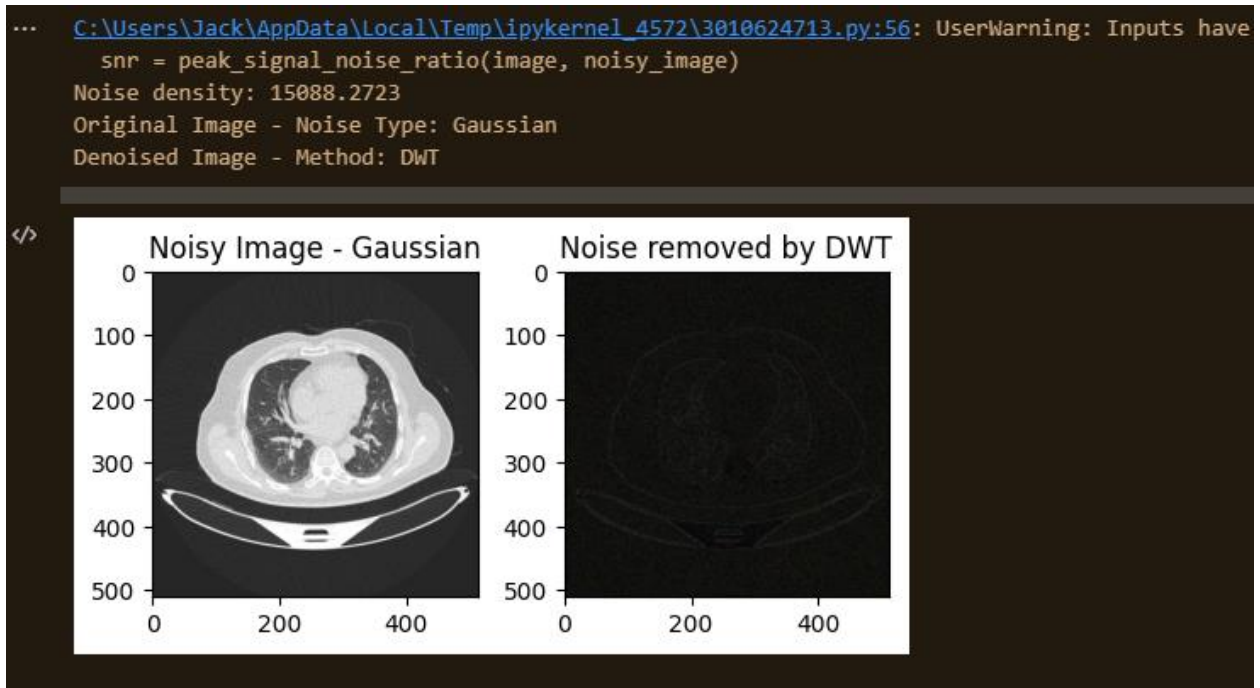 ... C:\Users\Jack\AppData\Local\Temp\ipykernel_4572\3010624713.py:56: UserWarning: Inputs have
snr = peak_signal_noise_ratio(image, noisy_image)
Noise density: 15088.2723
Original Image - Noise Type: Gaussian
Denoised Image - Method: DWT
</>
Noisy Image - Gaussian
0
100
200
300
400
500
0 200 400
Noise removed by DWT
0
100
200
300
400
500
0 200 400